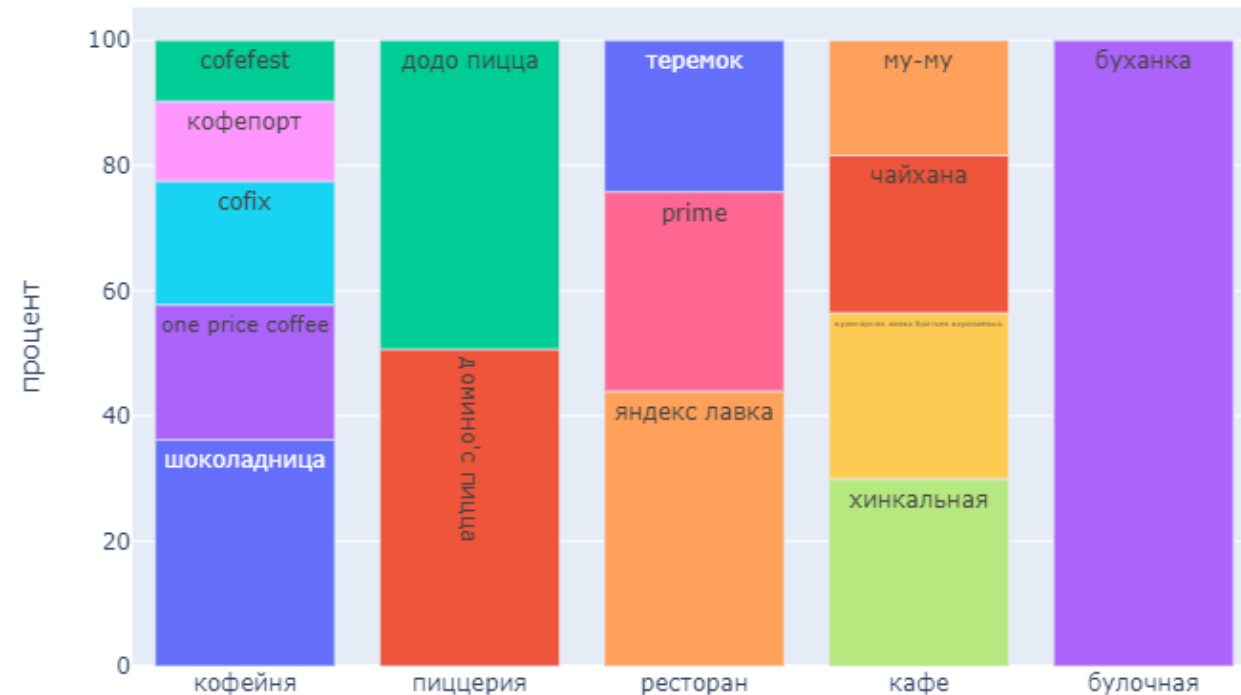 процент
100
80
60
40
20
0
cofefest
кофепорт
cofix
one price coffee
шоколадница
додо пицца
домино'с пицца
теремок
prime
яндекс лавка
му-му
чайхана
хинкальная
буханка
кофейня
пиццерия
ресторан
кафе
булочная